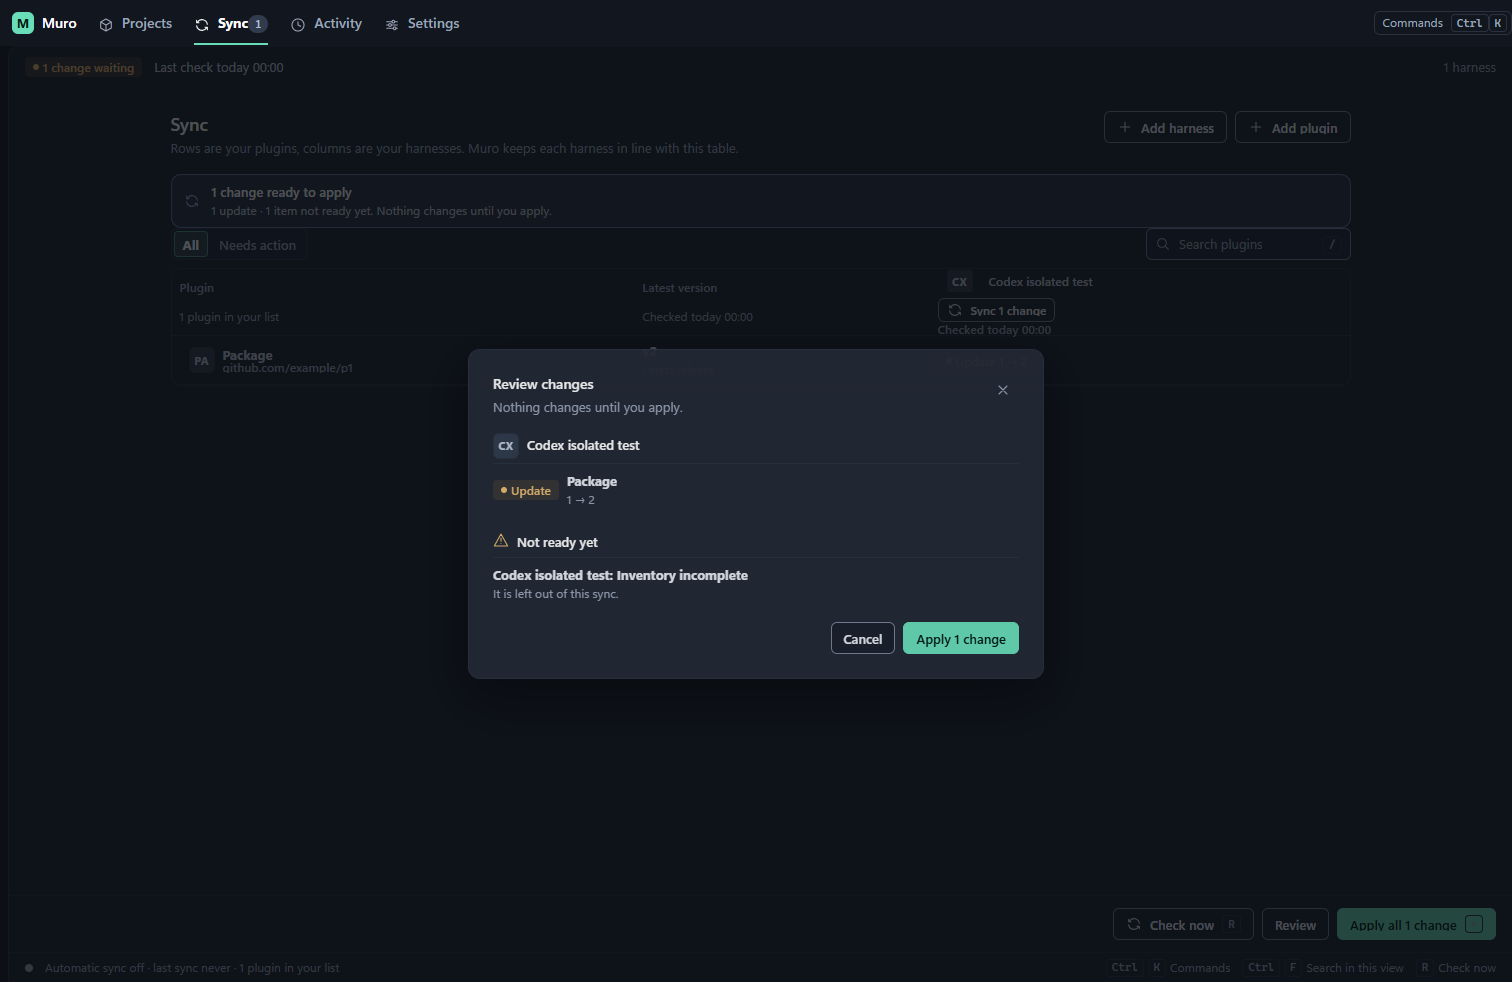 M Muro Projects Sync 1 Activity Settings Commands Ctrl K
1 change waiting Last check today 00:00 1 harness
Sync
Rows are your plugins, columns are your harnesses. Muro keeps each harness in line with this table.
+ Add harness + Add plugin
1 change ready to apply
1 update · 1 item not ready yet. Nothing changes until you apply.
All Needs action Search plugins /
Plugin Latest version CX Codex isolated test
1 plugin in your list Checked today 00:00 Sync 1 change
Checked today 00:00
PA Package
github.com/example/p1
Review changes
Nothing changes until you apply.
CX Codex isolated test
Update Package
1 → 2
Not ready yet
Codex isolated test: Inventory incomplete
It is left out of this sync.
Cancel Apply 1 change
Check now R Review Apply all 1 change
Automatic sync off · last sync never · 1 plugin in your list Ctrl K Commands Ctrl F Search in this view R Check now